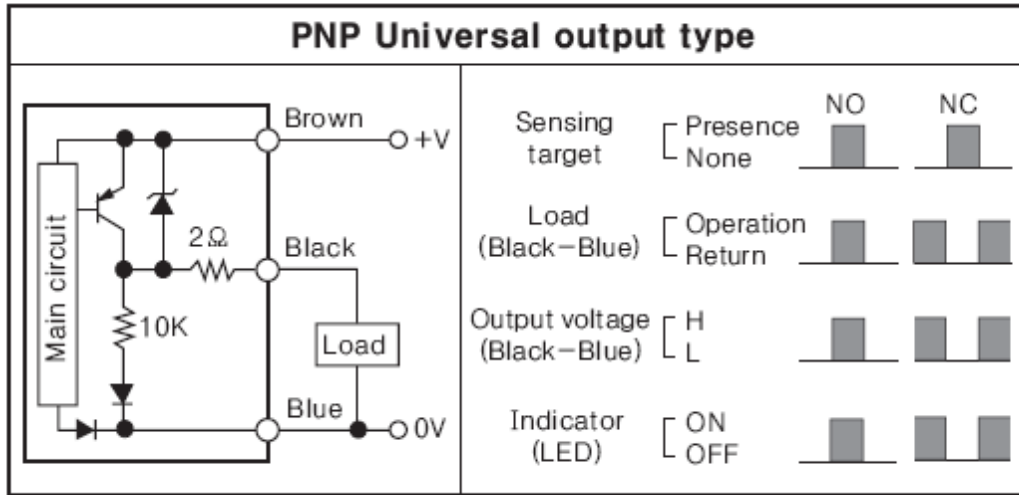 PNP Universal output type
Brown
+V
Main circuit
2Ω
Black
10K
Load
Blue
0V
NO NC
Sensing target
Presence
None
Load
(Black-Blue)
Operation
Return
Output voltage
(Black-Blue)
H
L
Indicator
(LED)
ON
OFF